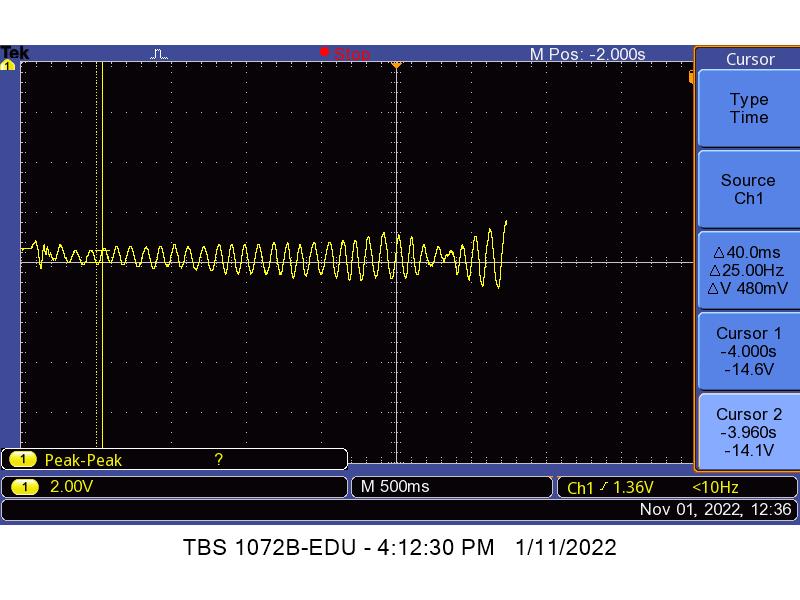 Tek Stop M Pos: -2.000s Cursor
1
Type
Time
Source
Ch1
Δ40.0ms
Δ25.00Hz
ΔV 480mV
Cursor 1
-4.000s
-14.6V
Cursor 2
-3.960s
-14.1V
1 Peak-Peak ?
1 2.00V M 500ms Ch1 1.36V <10Hz
Nov 01, 2022, 12:36
TBS 1072B-EDU - 4:12:30 PM 1/11/2022